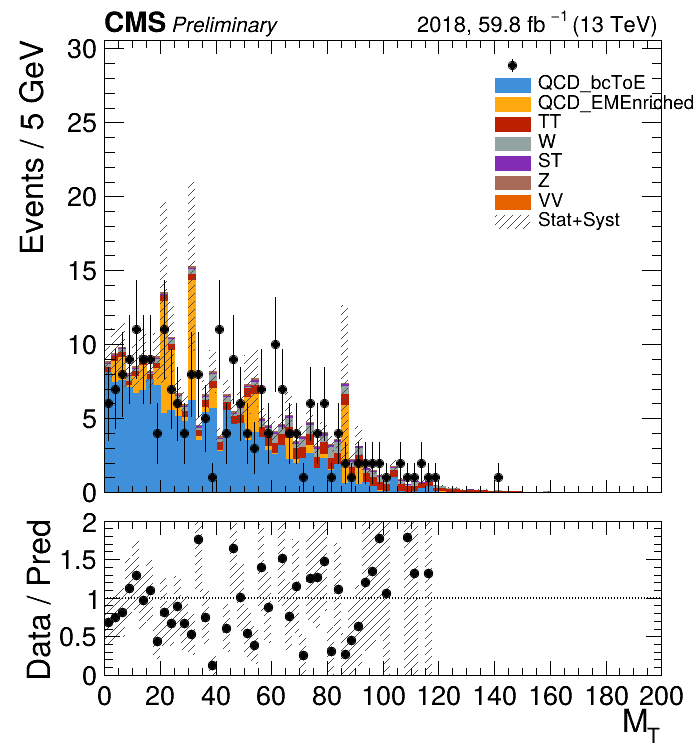 CMS Preliminary 2018, 59.8 fb⁻¹ (13 TeV)
Events / 5 GeV
30
25
20
15
10
5
0
QCD_bcToE
QCD_EMEnriched
TT
W
ST
Z
VV
Stat+Syst
Data / Pred
2
1.5
1
0.5
0
0 20 40 60 80 100 120 140 160 180 200
M_T